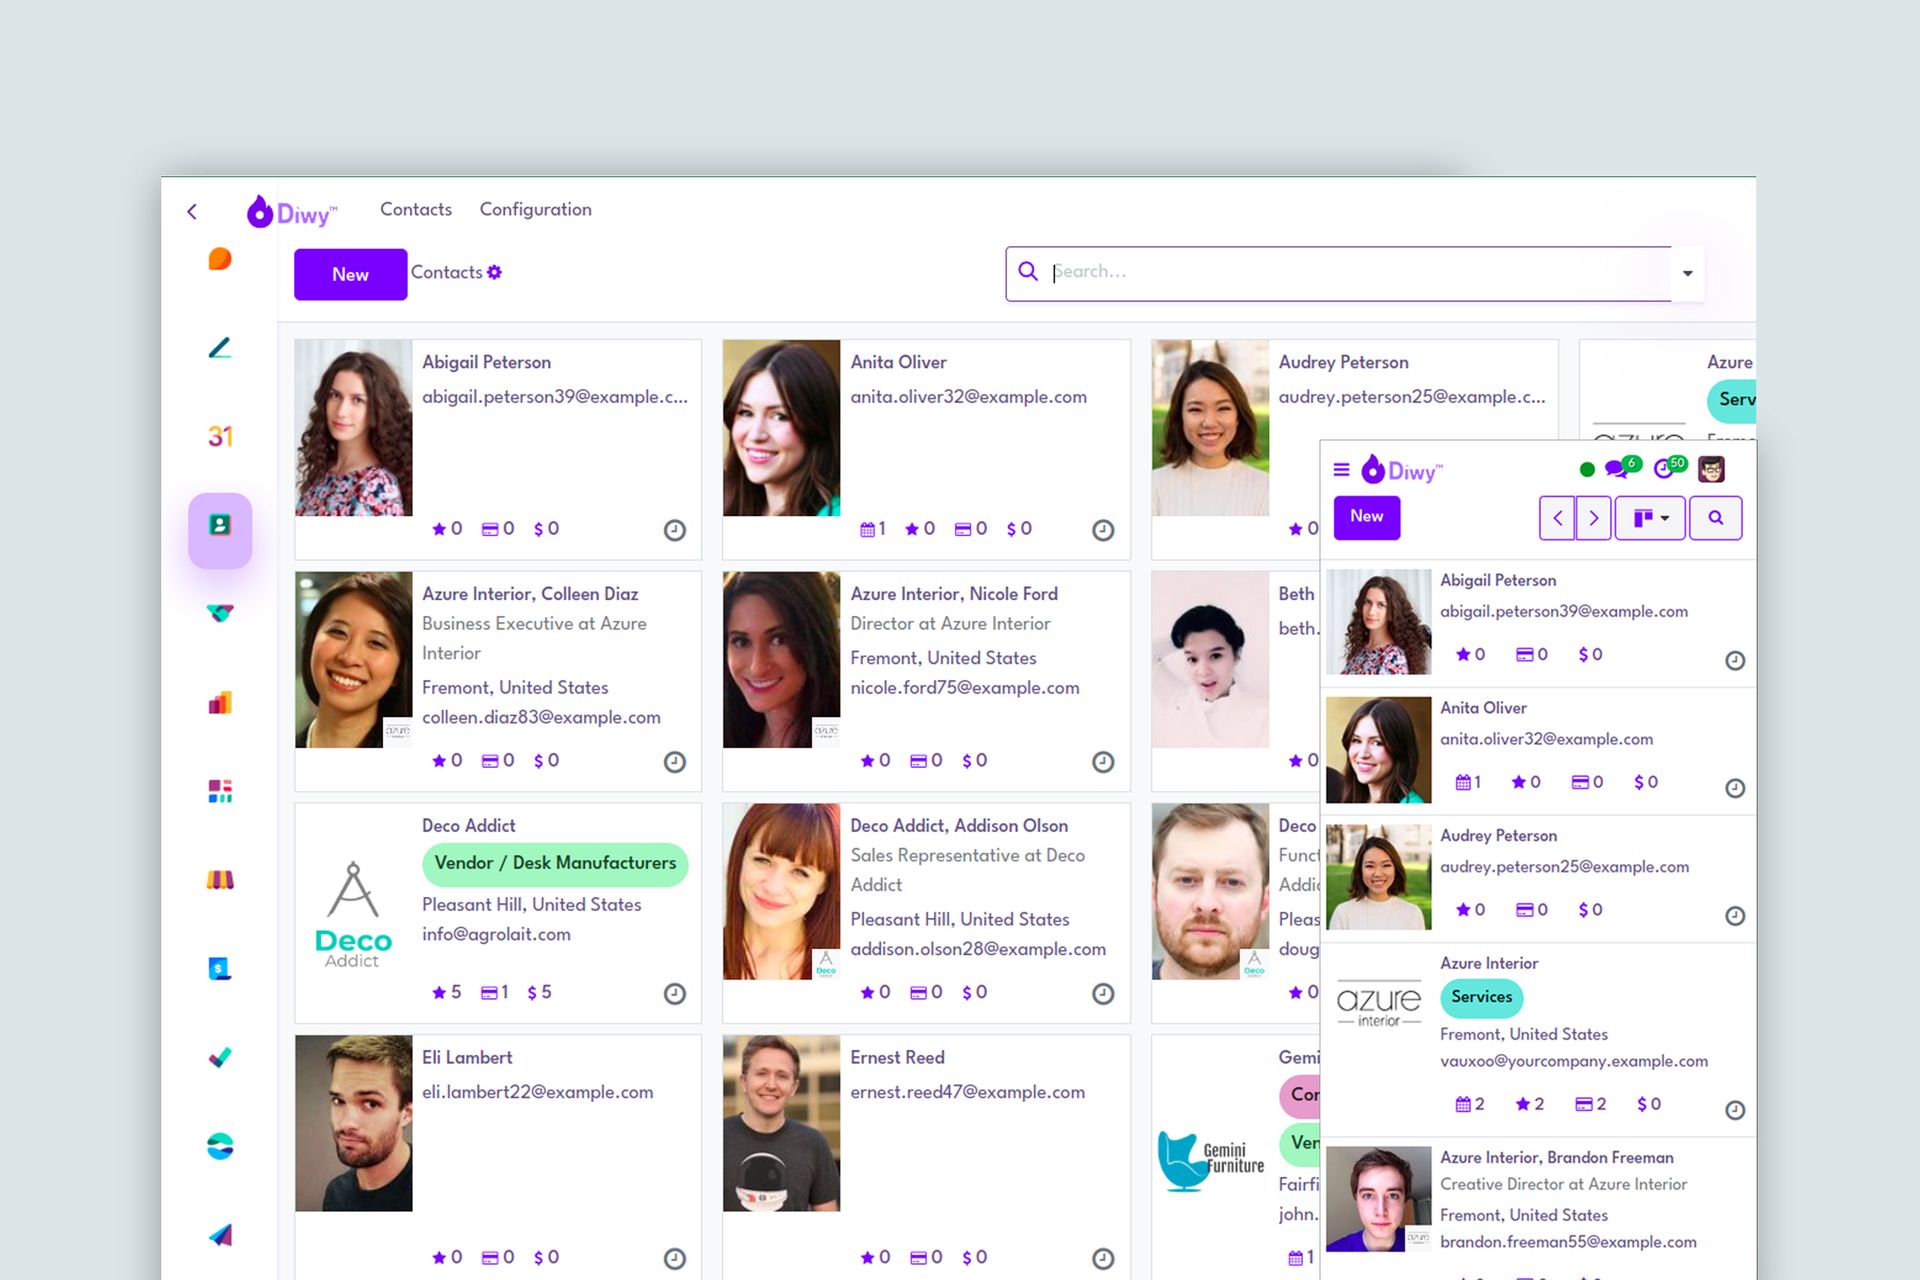 Diwy™ Contacts Configuration
New Contacts
Search...
31
Abigail Peterson
abigail.peterson39@example.c...
0 0 $ 0
Anita Oliver
anita.oliver32@example.com
1 0 0 $ 0
Audrey Peterson
audrey.peterson25@example.c...
0
Azure
Serv
azure
Azure Interior, Colleen Diaz
Business Executive at Azure
Interior
Fremont, United States
colleen.diaz83@example.com
azure
0 0 $ 0
Azure Interior, Nicole Ford
Director at Azure Interior
Fremont, United States
nicole.ford75@example.com
azure
0 0 $ 0
Beth
beth.
0
Deco Addict
Vendor / Desk Manufacturers
Pleasant Hill, United States
info@agrolait.com
Deco
Addict
5 1 $ 5
Deco Addict, Addison Olson
Sales Representative at Deco
Addict
Pleasant Hill, United States
addison.olson28@example.com
Deco
0 0 $ 0
Deco
Funct
Addic
Pleas
doug
Deco
0
Eli Lambert
eli.lambert22@example.com
0 0 $ 0
Ernest Reed
ernest.reed47@example.com
0 0 $ 0
Gemi
Cor
Ven
Gemini
Furniture
Fairfi
john.
1
Diwy™ 6 50
New
Abigail Peterson
abigail.peterson39@example.com
0 0 $ 0
Anita Oliver
anita.oliver32@example.com
1 0 0 $ 0
Audrey Peterson
audrey.peterson25@example.com
0 0 $ 0
Azure Interior
Services
azure
interior
Fremont, United States
vauxoo@yourcompany.example.com
2 2 2 $ 0
Azure Interior, Brandon Freeman
Creative Director at Azure Interior
Fremont, United States
brandon.freeman55@example.com
azure